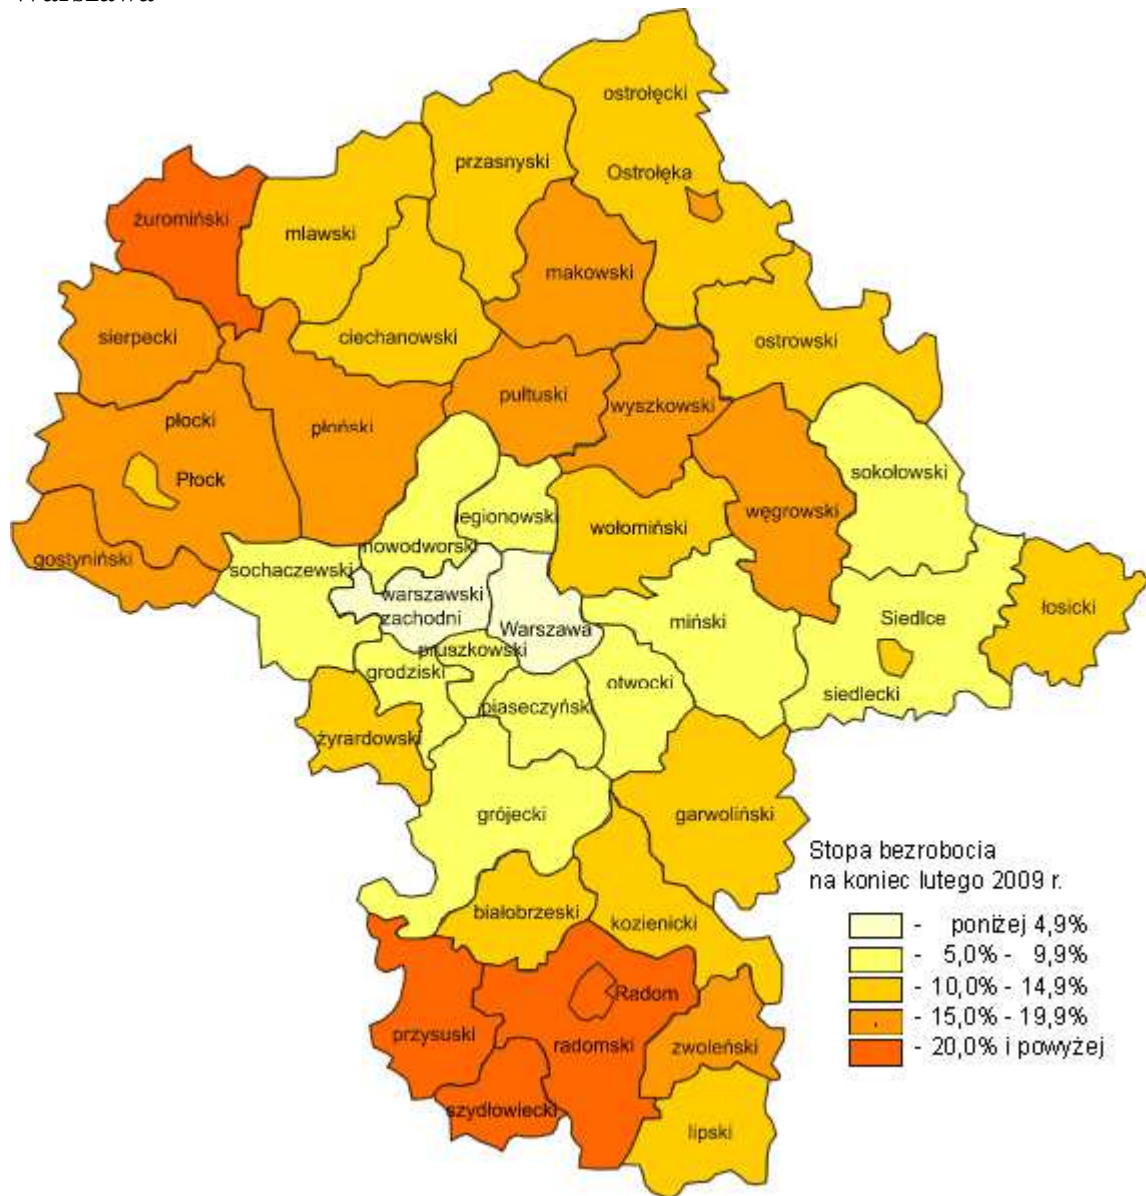 Warszawa
ostrołęcki
przasnyski
Ostrołęka
żuromiński
mlawski
makowski
sierpecki
ciechanowski
ostrowski
pułtuski
wyszkowski
płocki
płoński
sokołowski
Płock
węgrowski
legionowski
wołomiński
nowodworski
gostyniński
sochaczewski
warszawski
zachodni
łosicki
Siedlce
miński
Warszawa
pruszkowski
grodziski
otwocki
siedlecki
piaseczyński
żyrardowski
grójecki
garwoliński
Stopa bezrobocia
na koniec lutego 2009 r.
białobrzeski
kozienicki
- poniżej 4,9%
- 5,0% - 9,9%
- 10,0% - 14,9%
- 15,0% - 19,9%
- 20,0% i powyżej
Radom
przysuski
radomski
zwoleński
szydłowiecki
lipski